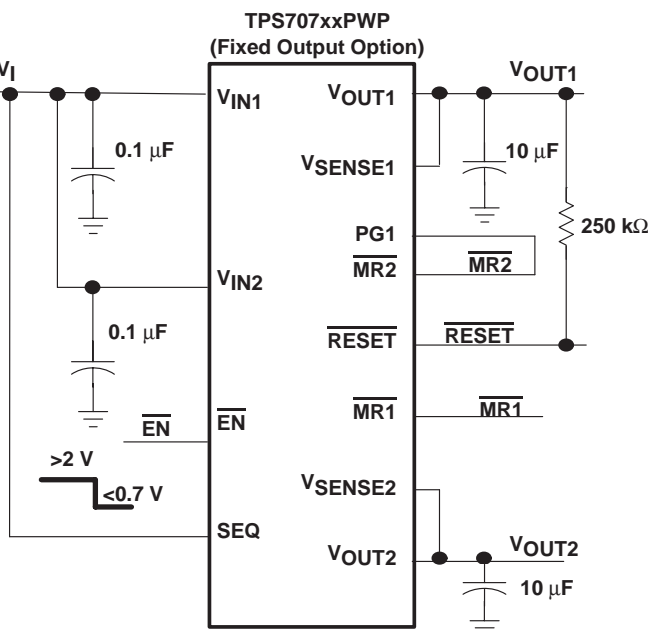 TPS707xxPWP
(Fixed Output Option)
VI
VIN1
VOUT1
VOUT1
0.1 μF
10 μF
VSENSE1
250 kΩ
PG1
MR2
MR2
VIN2
0.1 μF
RESET
RESET
EN
EN
MR1
MR1
>2 V
<0.7 V
VSENSE2
SEQ
VOUT2
VOUT2
10 μF